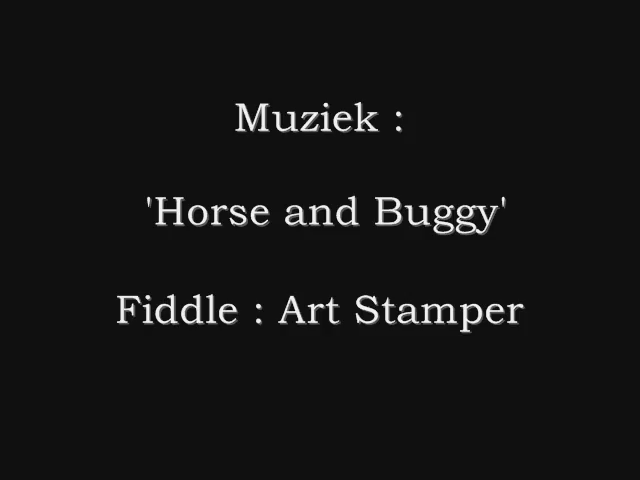 Muziek :
'Horse and Buggy'
Fiddle : Art Stamper